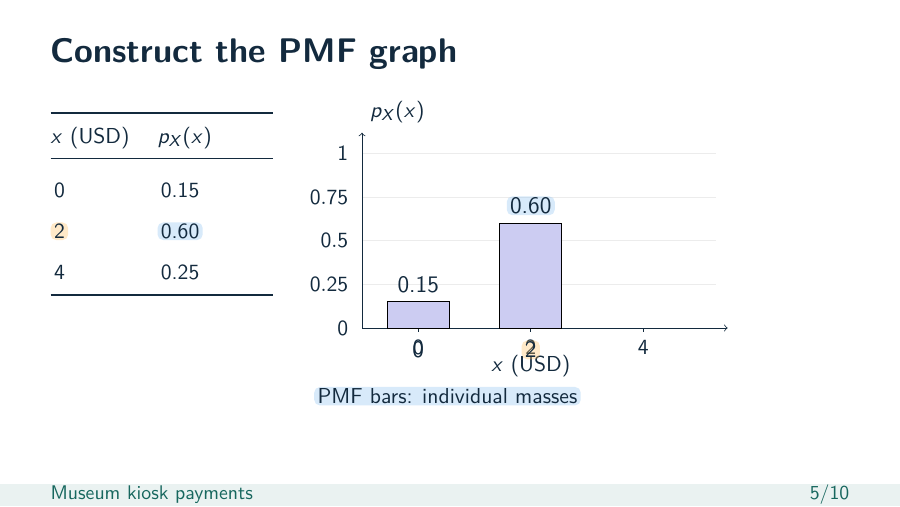 Construct the PMF graph
x (USD) pX(x)
0 0.15
2 0.60
4 0.25
pX(x)
1
0.75
0.5
0.25
0
0.15
0.60
0 2 4
x (USD)
PMF bars: individual masses
Museum kiosk payments 5/10